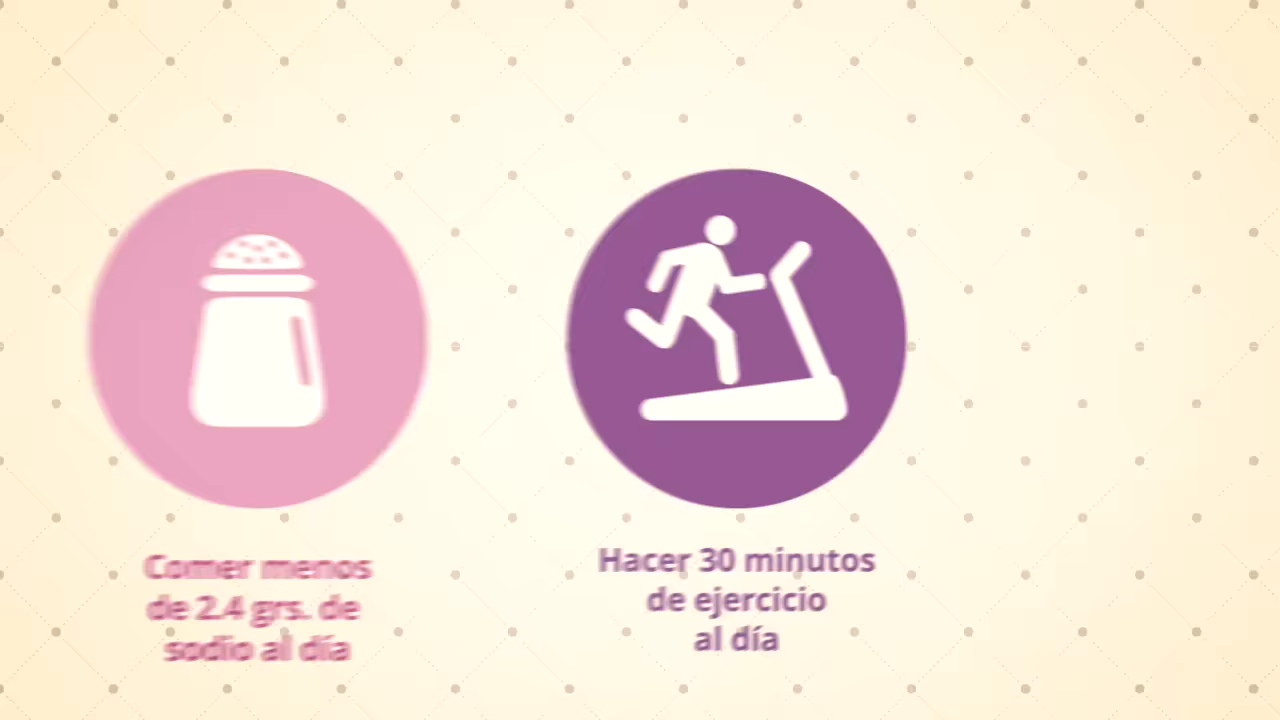 Comer menos
de 2.4 grs. de
sodio al día
Hacer 30 minutos
de ejercicio
al día